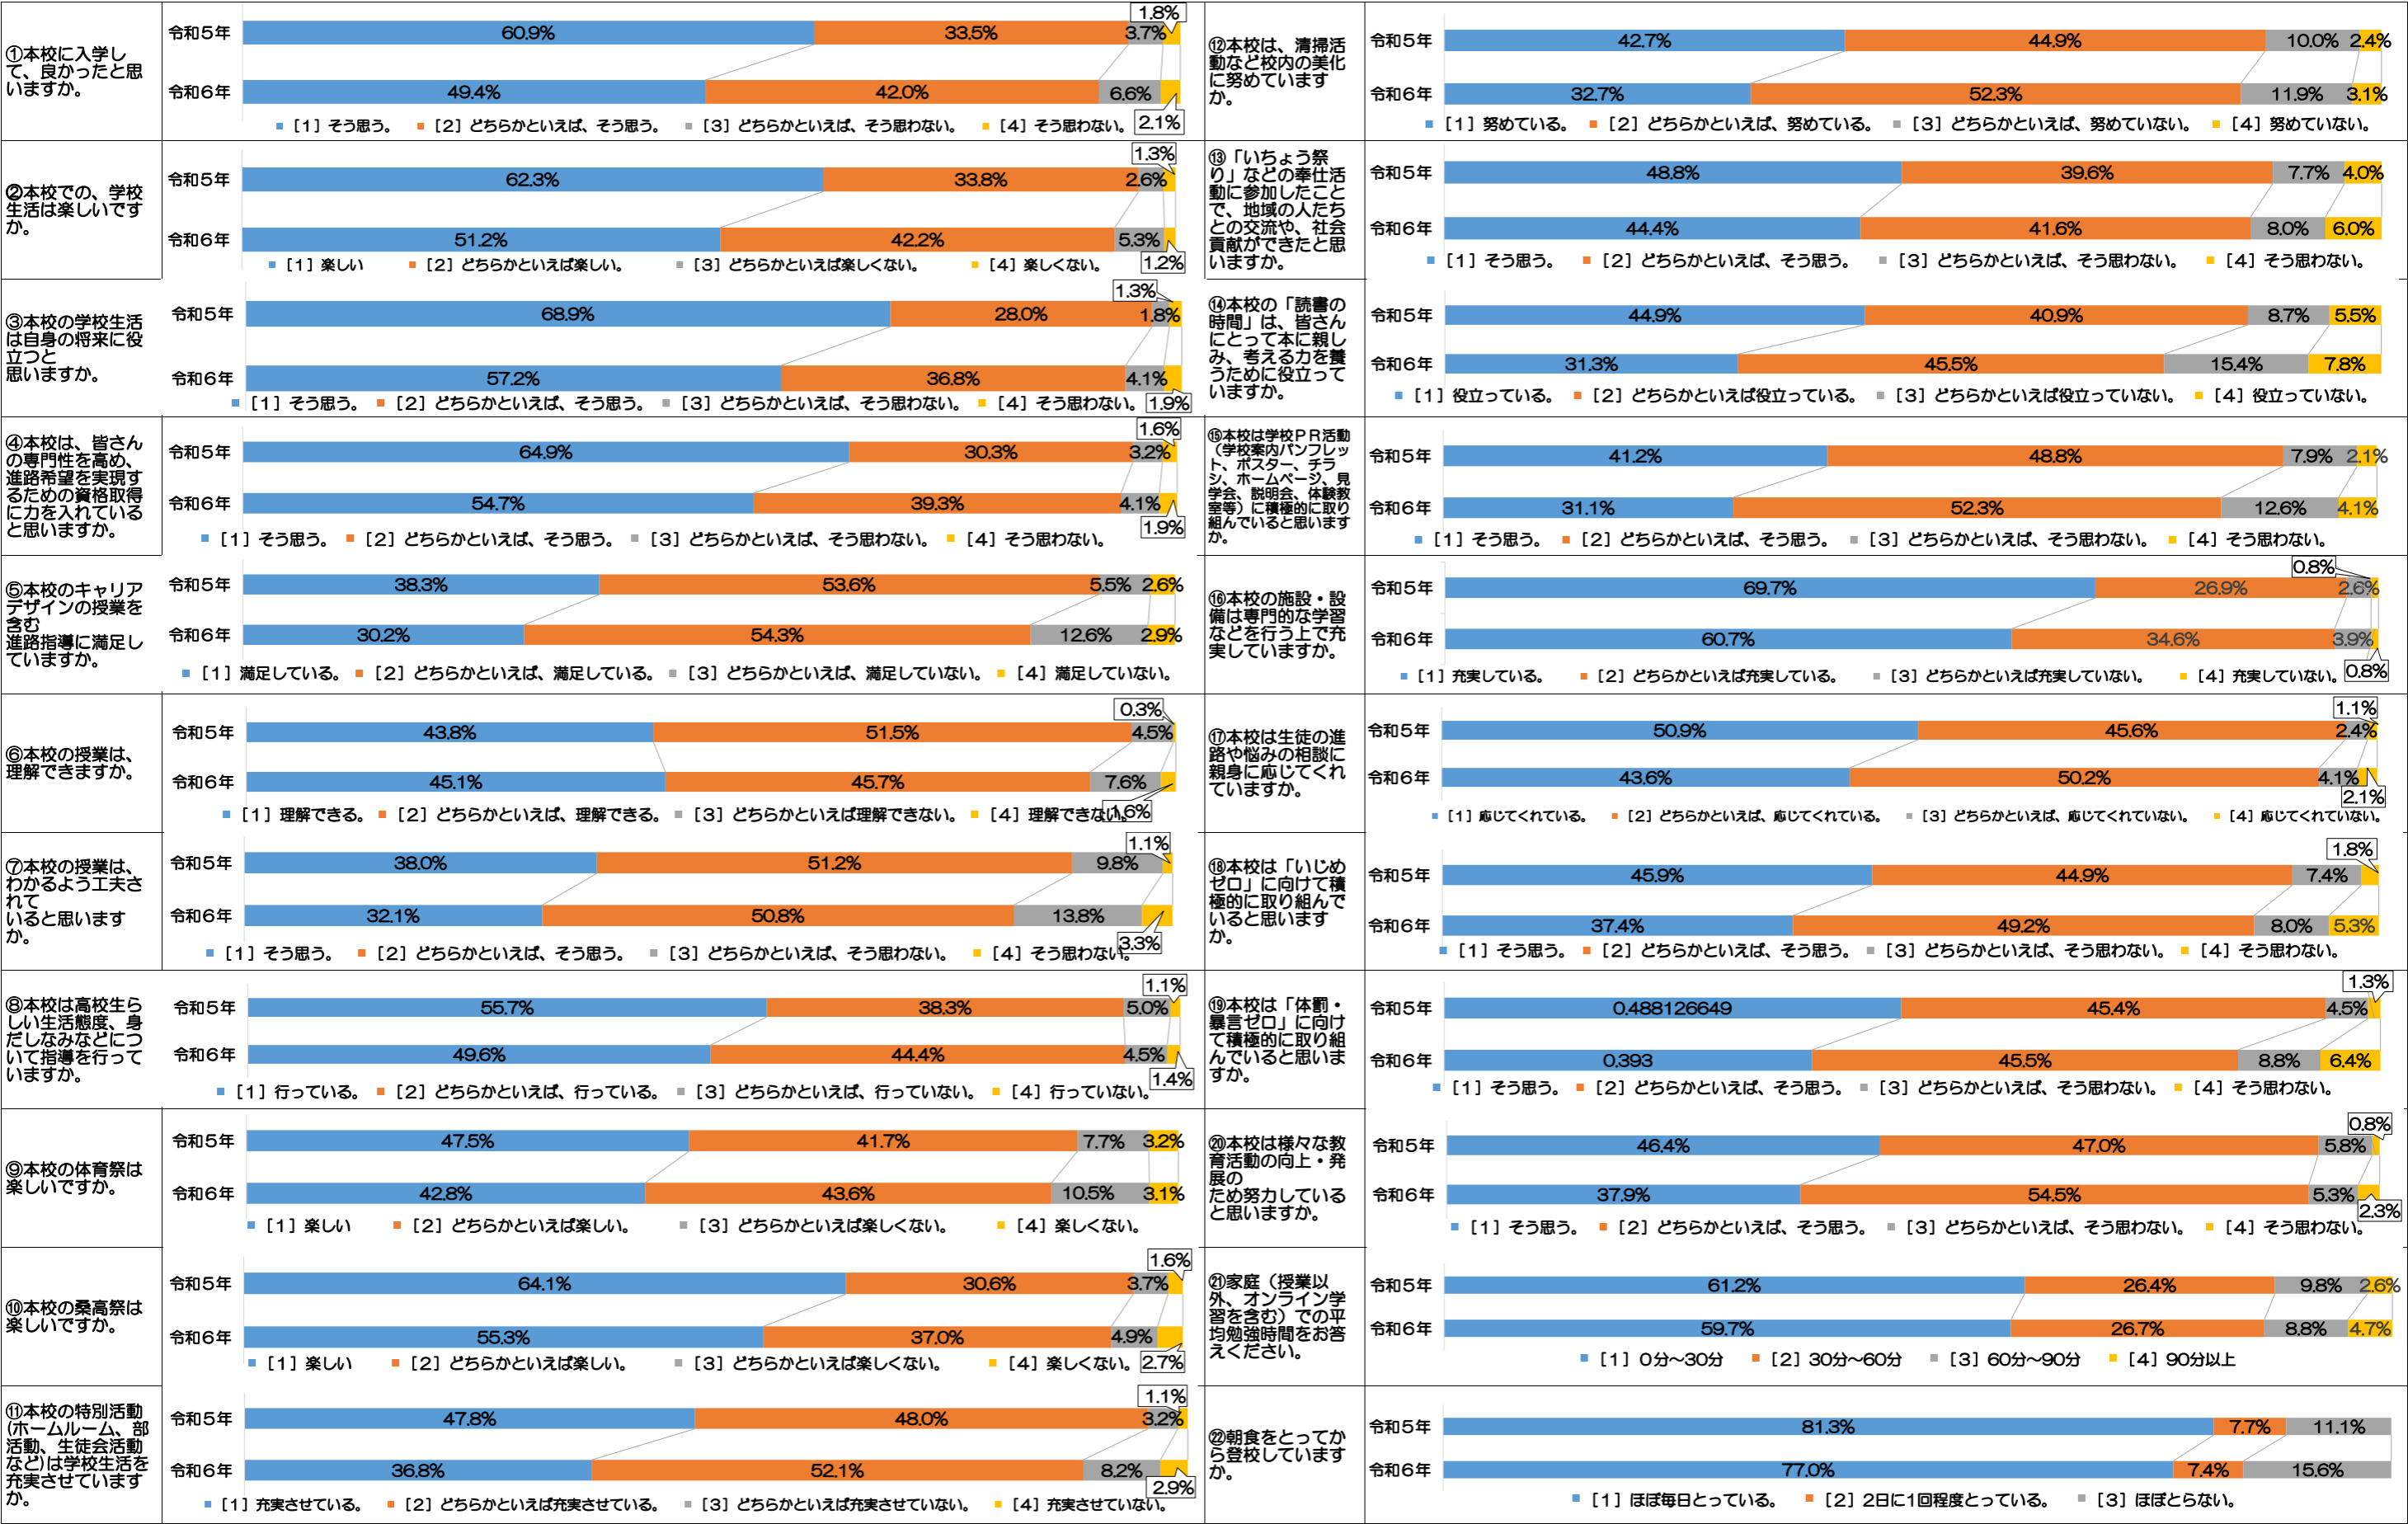 ①本校に入学し
て、良かったと思
いますか。
令和５年
60.9%
33.5%
3.7%
1.8%
令和６年
49.4%
42.0%
6.6%
2.1%
［1］そう思う。
［2］どちらかといえば、そう思う。
［3］どちらかといえば、そう思わない。
［4］そう思わない。
②本校での、学校
生活は楽しいです
か。
令和５年
62.3%
33.8%
2.6%
1.3%
令和６年
51.2%
42.2%
5.3%
1.2%
［1］楽しい
［2］どちらかといえば楽しい。
［3］どちらかといえば楽しくない。
［4］楽しくない。
③本校の学校生活
は自身の将来に役
立つと
思いますか。
令和５年
68.9%
28.0%
1.8%
1.3%
令和６年
57.2%
36.8%
4.1%
1.9%
［1］そう思う。
［2］どちらかといえば、そう思う。
［3］どちらかといえば、そう思わない。
［4］そう思わない。
④本校は、皆さん
の専門性を高め、
進路希望を実現す
るための資格取得
に力を入れている
と思いますか。
令和５年
64.9%
30.3%
3.2%
1.6%
令和６年
54.7%
39.3%
4.1%
1.9%
［1］そう思う。
［2］どちらかといえば、そう思う。
［3］どちらかといえば、そう思わない。
［4］そう思わない。
⑤本校のキャリア
デザインの授業を
含む
進路指導に満足し
ていますか。
令和５年
38.3%
53.6%
5.5%
2.6%
令和６年
30.2%
54.3%
12.6%
2.9%
［1］満足している。
［2］どちらかといえば、満足している。
［3］どちらかといえば、満足していない。
［4］満足していない。
⑥本校の授業は、
理解できますか。
令和５年
43.8%
51.5%
4.5%
0.3%
令和６年
45.1%
45.7%
7.6%
1.6%
［1］理解できる。
［2］どちらかといえば、理解できる。
［3］どちらかといえば理解できない。
［4］理解できない。
⑦本校の授業は、
わかるよう工夫さ
れて
いると思います
か。
令和５年
38.0%
51.2%
9.8%
1.1%
令和６年
32.1%
50.8%
13.8%
3.3%
［1］そう思う。
［2］どちらかといえば、そう思う。
［3］どちらかといえば、そう思わない。
［4］そう思わない。
⑧本校は高校生ら
しい生活態度、身
だしなみなどにつ
いて指導を行って
いますか。
令和５年
55.7%
38.3%
5.0%
1.1%
令和６年
49.6%
44.4%
4.5%
1.4%
［1］行っている。
［2］どちらかといえば、行っている。
［3］どちらかといえば、行っていない。
［4］行っていない。
⑨本校の体育祭は
楽しいですか。
令和５年
47.5%
41.7%
7.7%
3.2%
令和６年
42.8%
43.6%
10.5%
3.1%
［1］楽しい
［2］どちらかといえば楽しい。
［3］どちらかといえば楽しくない。
［4］楽しくない。
⑩本校の桑高祭は
楽しいですか。
令和５年
64.1%
30.6%
3.7%
1.6%
令和６年
55.3%
37.0%
4.9%
2.7%
［1］楽しい
［2］どちらかといえば楽しい。
［3］どちらかといえば楽しくない。
［4］楽しくない。
⑪本校の特別活動
(ホームルーム、部
活動、生徒会活動
など)は学校生活を
充実させています
か。
令和５年
47.8%
48.0%
3.2%
1.1%
令和６年
36.8%
52.1%
8.2%
2.9%
［1］充実させている。
［2］どちらかといえば充実させている。
［3］どちらかといえば充実させていない。
［4］充実させていない。
⑫本校は、清掃活
動など校内の美化
に努めています
か。
令和５年
42.7%
44.9%
10.0%
2.4%
令和６年
32.7%
52.3%
11.9%
3.1%
［1］努めている。
［2］どちらかといえば、努めている。
［3］どちらかといえば、努めていない。
［4］努めていない。
⑬「いちょう祭
り」などの奉仕活
動に参加したこと
で、地域の人たち
との交流や、社会
貢献ができたと思
いますか。
令和５年
48.8%
39.6%
7.7%
4.0%
令和６年
44.4%
41.6%
8.0%
6.0%
［1］そう思う。
［2］どちらかといえば、そう思う。
［3］どちらかといえば、そう思わない。
［4］そう思わない。
⑭本校の「読書の
時間」は、皆さん
にとって本に親し
み、考える力を養
うために役立って
いますか。
令和５年
44.9%
40.9%
8.7%
5.5%
令和６年
31.3%
45.5%
15.4%
7.8%
［1］役立っている。
［2］どちらかといえば役立っている。
［3］どちらかといえば役立っていない。
［4］役立っていない。
⑮本校は学校ＰＲ活動
（学校案内パンフレッ
ト、ポスター、チラ
シ、ホームページ、見
学会、説明会、体験教
室等）に積極的に取り
組んでいると思います
か。
令和５年
41.2%
48.8%
7.9%
2.1%
令和６年
31.1%
52.3%
12.6%
4.1%
［1］そう思う。
［2］どちらかといえば、そう思う。
［3］どちらかといえば、そう思わない。
［4］そう思わない。
⑯本校の施設・設
備は専門的な学習
などを行う上で充
実していますか。
令和５年
69.7%
26.9%
2.6%
0.8%
令和６年
60.7%
34.6%
3.9%
0.8%
［1］充実している。
［2］どちらかといえば充実している。
［3］どちらかといえば充実していない。
［4］充実していない。
⑰本校は生徒の進
路や悩みの相談に
親身に応じてくれ
ていますか。
令和５年
50.9%
45.6%
2.4%
1.1%
令和６年
43.6%
50.2%
4.1%
2.1%
［1］応じてくれている。
［2］どちらかといえば、応じてくれている。
［3］どちらかといえば、応じてくれていない。
［4］応じてくれていない。
⑱本校は「いじめ
ゼロ」に向けて積
極的に取り組んで
いると思います
か。
令和５年
45.9%
44.9%
7.4%
1.8%
令和６年
37.4%
49.2%
8.0%
5.3%
［1］そう思う。
［2］どちらかといえば、そう思う。
［3］どちらかといえば、そう思わない。
［4］そう思わない。
⑲本校は「体罰・
暴言ゼロ」に向け
て積極的に取り組
んでいると思いま
すか。
令和５年
0.488126649
45.4%
4.5%
1.3%
令和６年
0.393
45.5%
8.8%
6.4%
［1］そう思う。
［2］どちらかといえば、そう思う。
［3］どちらかといえば、そう思わない。
［4］そう思わない。
⑳本校は様々な教
育活動の向上・発
展の
ため努力している
と思いますか。
令和５年
46.4%
47.0%
5.8%
0.8%
令和６年
37.9%
54.5%
5.3%
2.3%
［1］そう思う。
［2］どちらかといえば、そう思う。
［3］どちらかといえば、そう思わない。
［4］そう思わない。
㉑家庭（授業以
外、オンライン学
習を含む）での平
均勉強時間をお答
えください。
令和５年
61.2%
26.4%
9.8%
2.6%
令和６年
59.7%
26.7%
8.8%
4.7%
［1］０分～30分
［2］30分～60分
［3］60分～90分
［4］90分以上
㉒朝食をとってか
ら登校しています
か。
令和５年
81.3%
7.7%
11.1%
令和６年
77.0%
7.4%
15.6%
［1］ほぼ毎日とっている。
［2］2日に1回程度とっている。
［3］ほぼとらない。